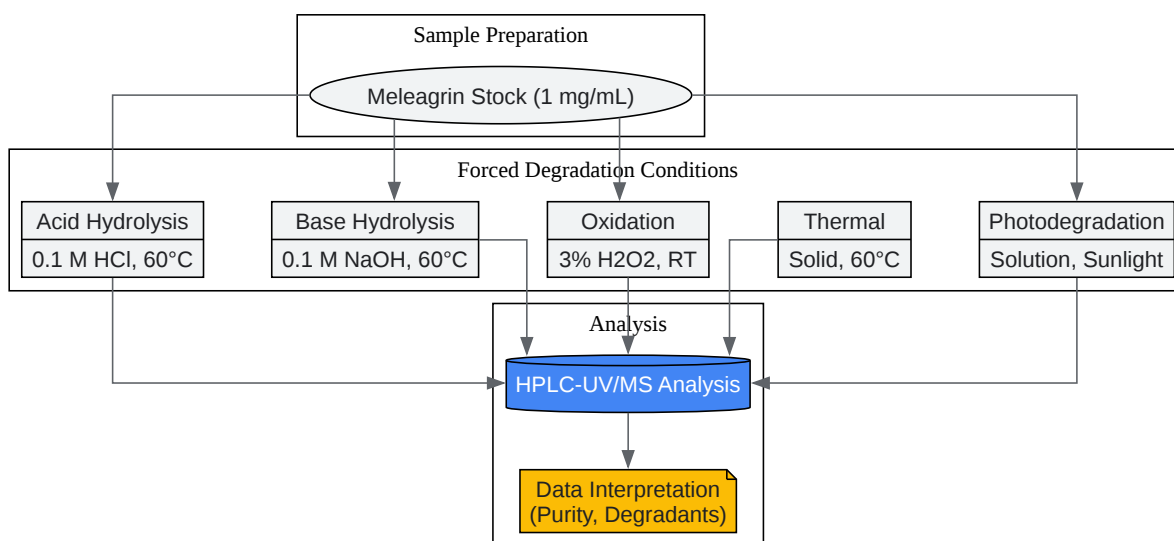 Sample Preparation
Meleagrin Stock (1 mg/mL)
Forced Degradation Conditions
Acid Hydrolysis
0.1 M HCl, 60°C
Base Hydrolysis
0.1 M NaOH, 60°C
Oxidation
3% H2O2, RT
Thermal
Solid, 60°C
Photodegradation
Solution, Sunlight
Analysis
HPLC-UV/MS Analysis
Data Interpretation
(Purity, Degradants)